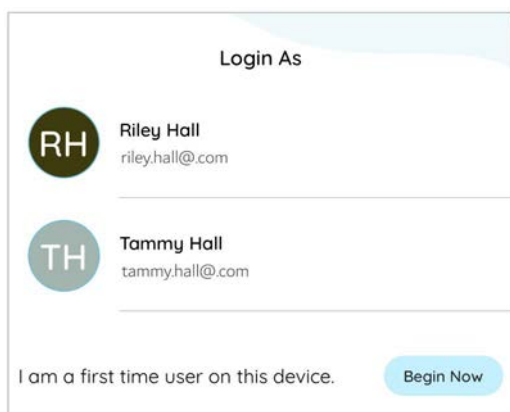 Login As
RH
Riley Hall
riley.hall@.com
TH
Tammy Hall
tammy.hall@.com
I am a first time user on this device.
Begin Now